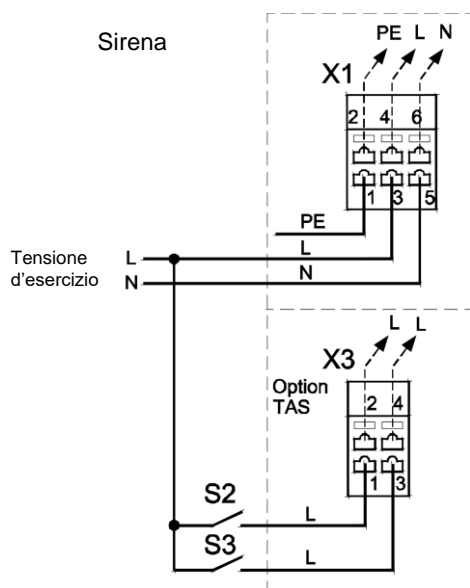 Sirena
PE L N
X1
2 4 6
1 3 5
PE
Tensione
d'esercizio
L
L
N
N
L L
X3
Option
TAS
2 4
1 3
S2
L
S3
L